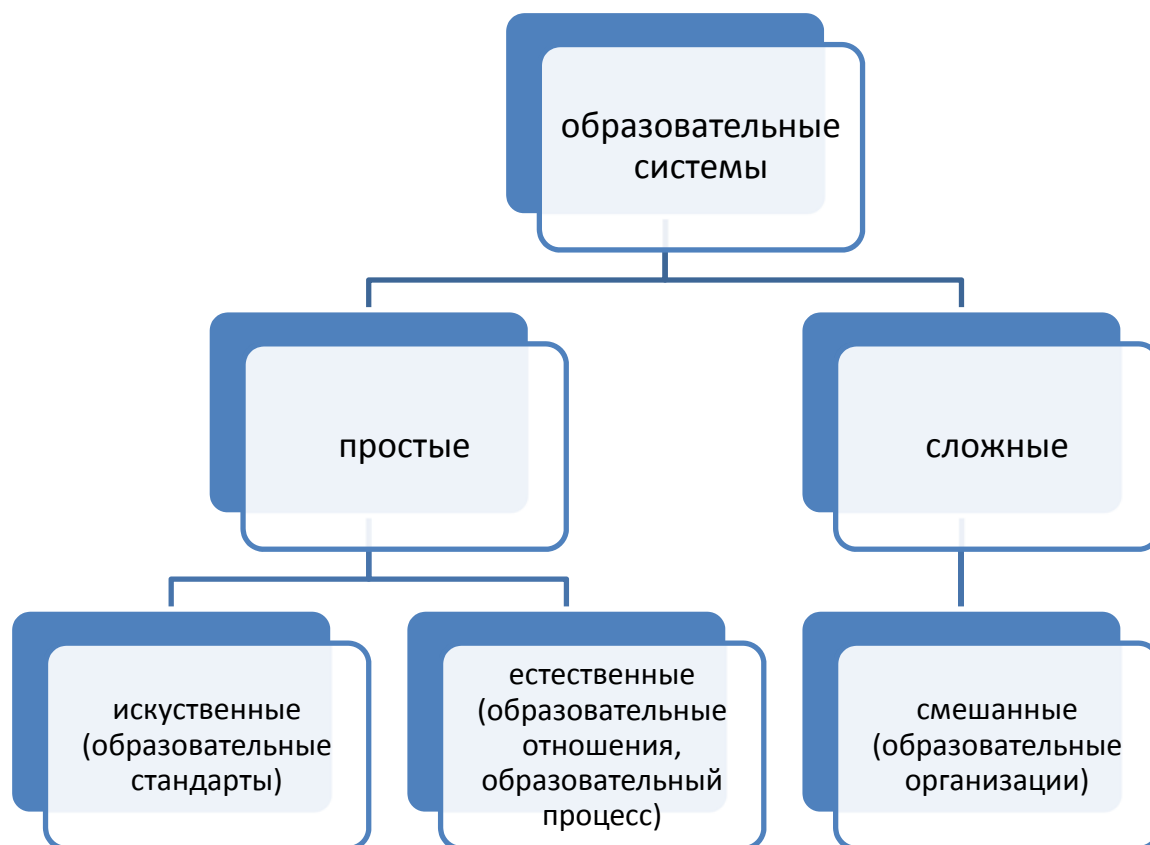 образовательные
системы
простые
сложные
искуственные
(образовательные
стандарты)
естественные
(образовательные
отношения,
образовательный
процесс)
смешанные
(образовательные
организации)